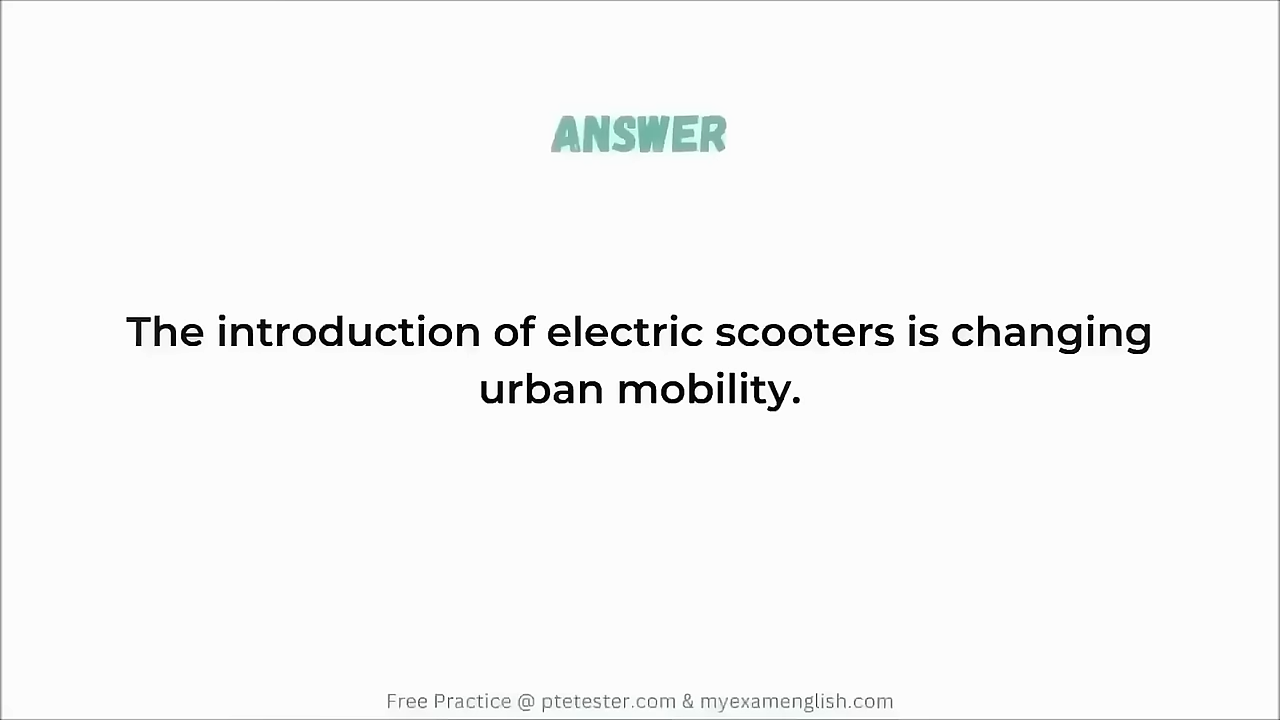 ANSWER
The introduction of electric scooters is changing
urban mobility.
Free Practice @ ptetester.com & myexamenglish.com